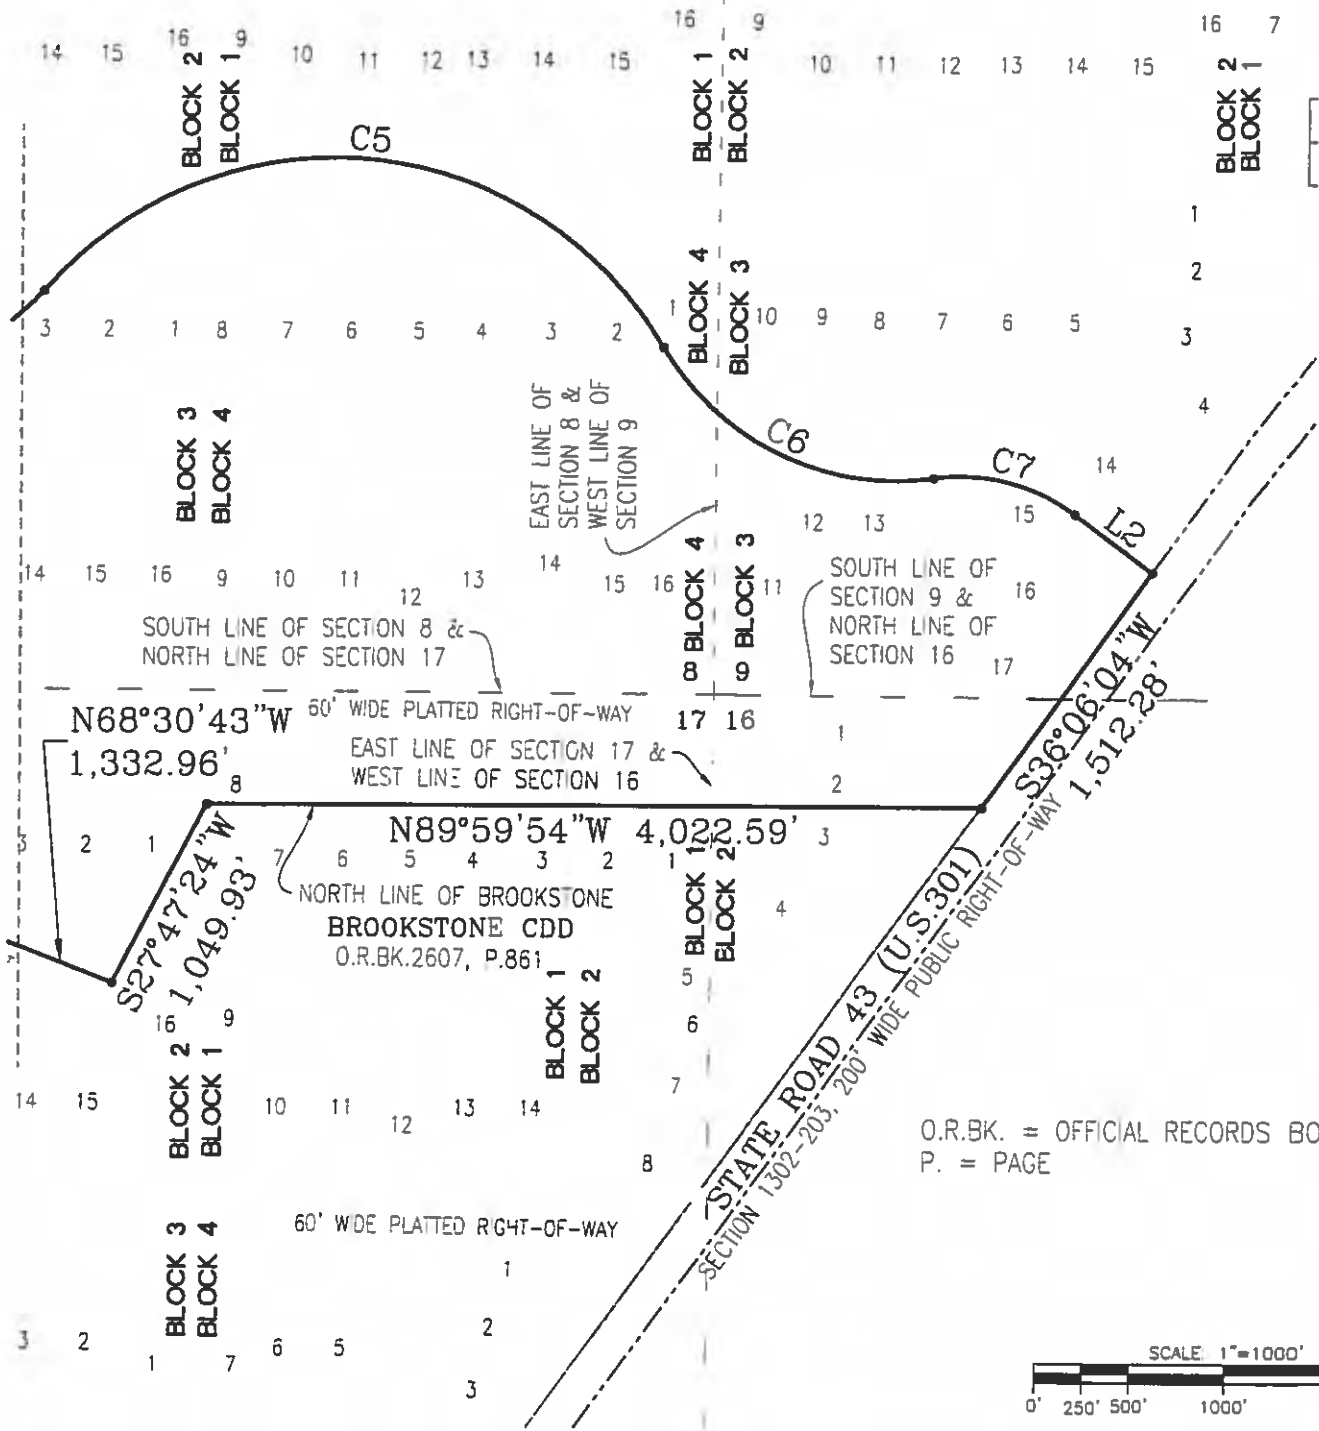 16 9 16 7
14 15 16 9 10 11 12 13 14 15 10 11 12 13 14 15
BLOCK 2
BLOCK 1
BLOCK 1
BLOCK 2
BLOCK 2
BLOCK 1
C5
1
2
3
4
BLOCK 4
BLOCK 3
3 2 1 8 7 6 5 4 3 2 1 10 9 8 7 6 5
BLOCK 3
BLOCK 4
EAST LINE OF
SECTION 8 &
WEST LINE OF
SECTION 9
C6
C7
14
L2
12 13 15
14 15 16 9 10 11 12 13 14 15 16 11 16
BLOCK 4
BLOCK 3
SOUTH LINE OF
SECTION 9 &
NORTH LINE OF
SECTION 16
17
SOUTH LINE OF SECTION 8 &
NORTH LINE OF SECTION 17
8 9
17 16
N68°30'43"W
1,332.96'
60' WIDE PLATTED RIGHT-OF-WAY
EAST LINE OF SECTION 17 &
WEST LINE OF SECTION 16
1
2
S36°06'04"W
1,512.28'
8
N89°59'54"W 4,022.59'
3
3 2 1 7 6 5 4 3 2 1
4
S27°47'24"W
1,049.93'
NORTH LINE OF BROOKSTONE
BROOKSTONE CDD
O.R.BK.2607, P.861
BLOCK 1
BLOCK 2
BLOCK 1
BLOCK 2
5
6
7
8
16 9
BLOCK 2
BLOCK 1
14 15 10 11 12 13 14
STATE ROAD 43 (U.S.301)
SECTION 1302-203, 200' WIDE PUBLIC RIGHT-OF-WAY
O.R.BK. = OFFICIAL RECORDS BO
P. = PAGE
60' WIDE PLATTED RIGHT-OF-WAY
BLOCK 3
BLOCK 4
1
2
3
3 2 1 7 6 5
SCALE 1"=1000'
0' 250' 500' 1000'